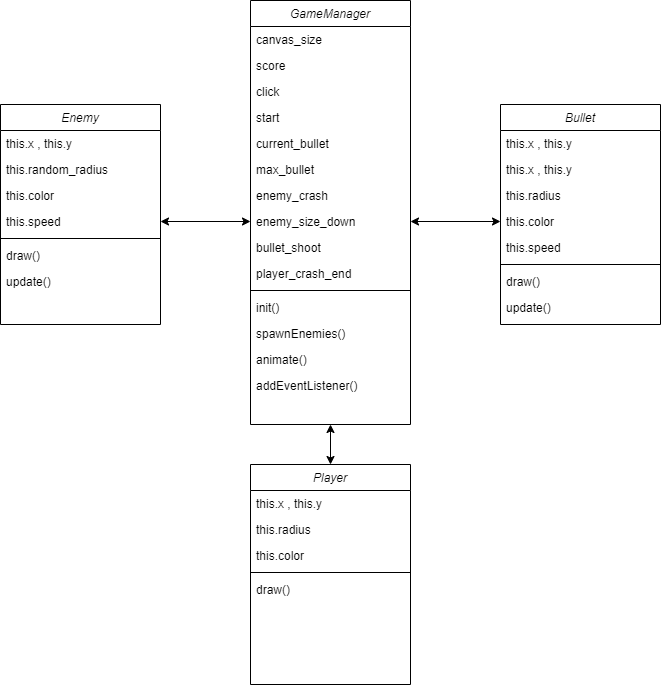 GameManager
canvas_size
score
click
start
current_bullet
max_bullet
enemy_crash
enemy_size_down
bullet_shoot
player_crash_end
init()
spawnEnemies()
animate()
addEventListener()
Enemy
this.x , this.y
this.random_radius
this.color
this.speed
draw()
update()
Bullet
this.x , this.y
this.x , this.y
this.radius
this.color
this.speed
draw()
update()
Player
this.x , this.y
this.radius
this.color
draw()